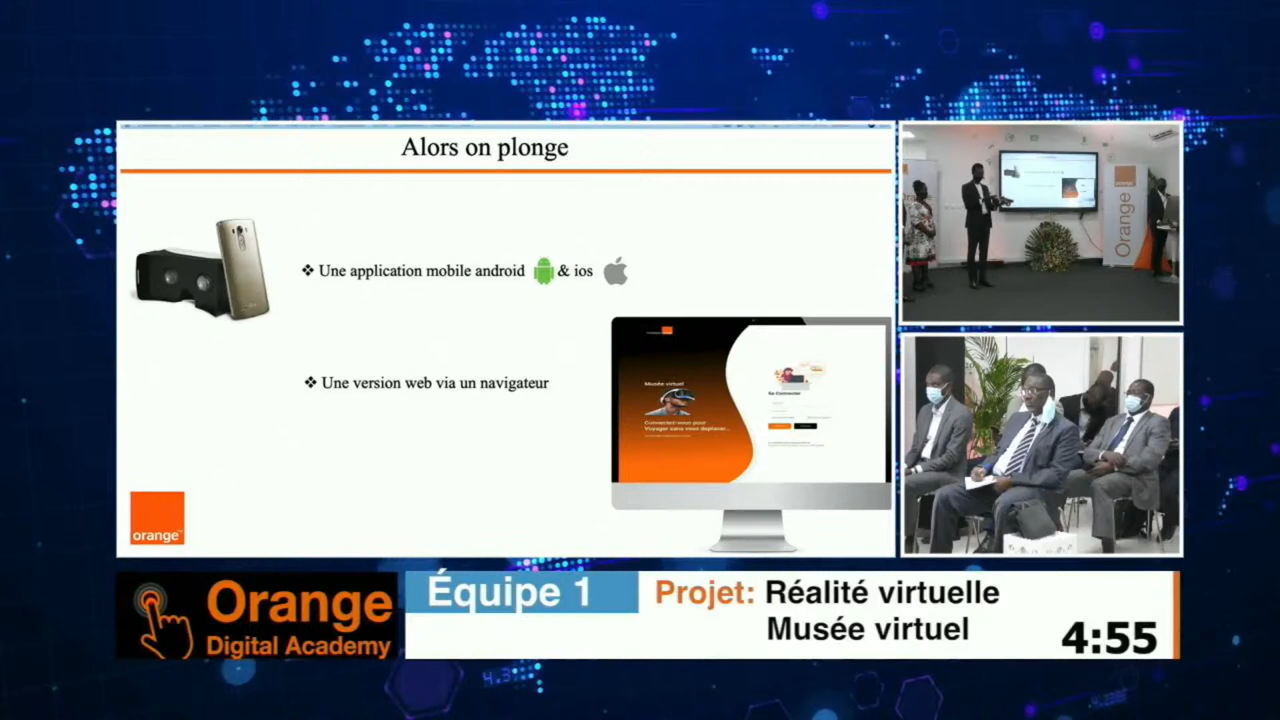 Alors on plonge
❖ Une application mobile android & ios
❖ Une version web via un navigateur
Musée virtuel
Connectez-vous pour
Voyager sans vous deplacer...
Se Connecter
orange
Orange
Orange
Digital Academy
Équipe 1
Projet: Réalité virtuelle
Musée virtuel
4:55